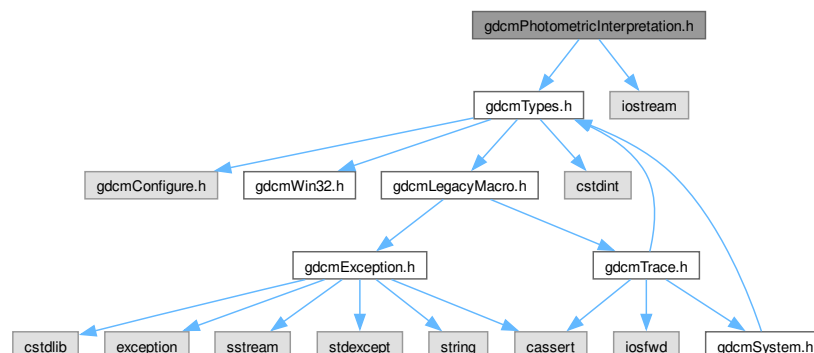 gdcmPhotometricInterpretation.h
gdcmTypes.h
iostream
gdcmConfigure.h
gdcmWin32.h
gdcmLegacyMacro.h
cstdint
gdcmException.h
gdcmTrace.h
cstdlib
exception
sstream
stdexcept
string
cassert
iosfwd
gdcmSystem.h